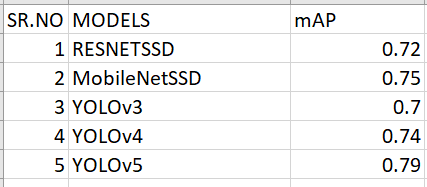 SR.NO MODELS mAP
1 RESNETSSD 0.72
2 MobileNetSSD 0.75
3 YOLOv3 0.7
4 YOLOv4 0.74
5 YOLOv5 0.79